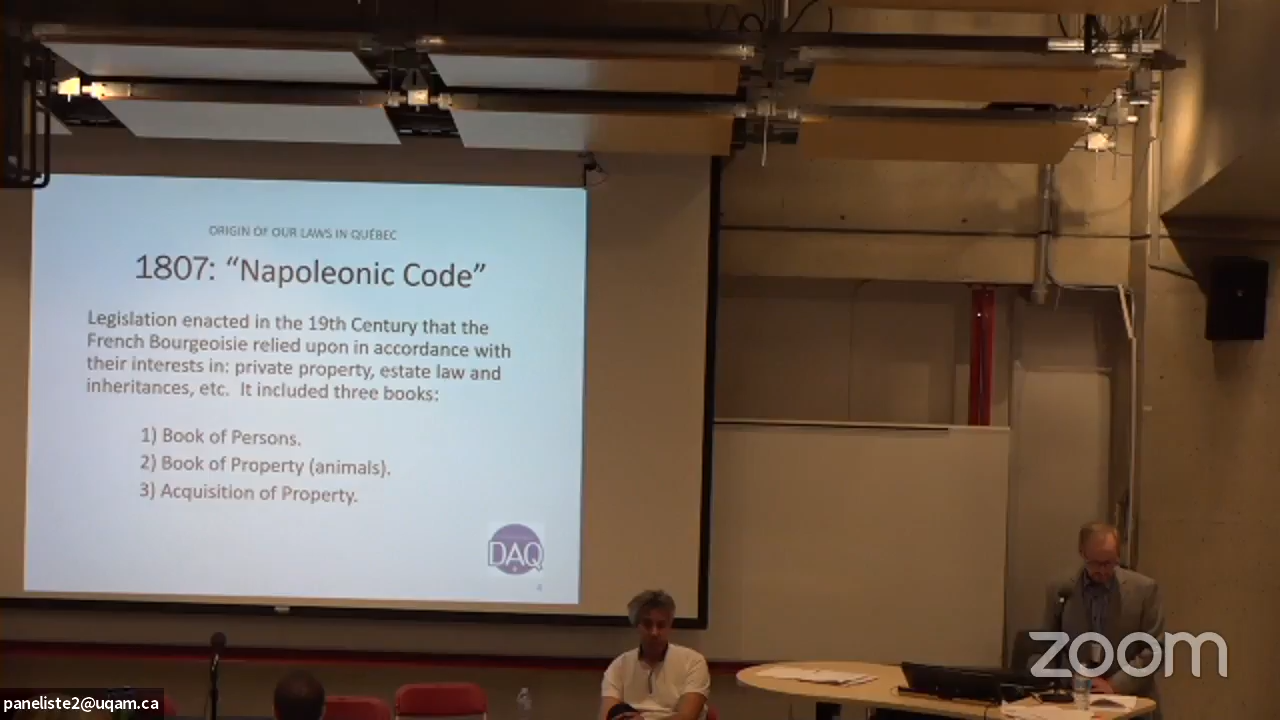 ORIGIN OF OUR LAWS IN QUÉBEC
1807: “Napoleonic Code”
Legislation enacted in the 19th Century that the
French Bourgeoisie relied upon in accordance with
their interests in: private property, estate law and
inheritances, etc. It included three books:
1) Book of Persons.
2) Book of Property (animals).
3) Acquisition of Property.
DAQ
zoom
paneliste2@uqam.ca